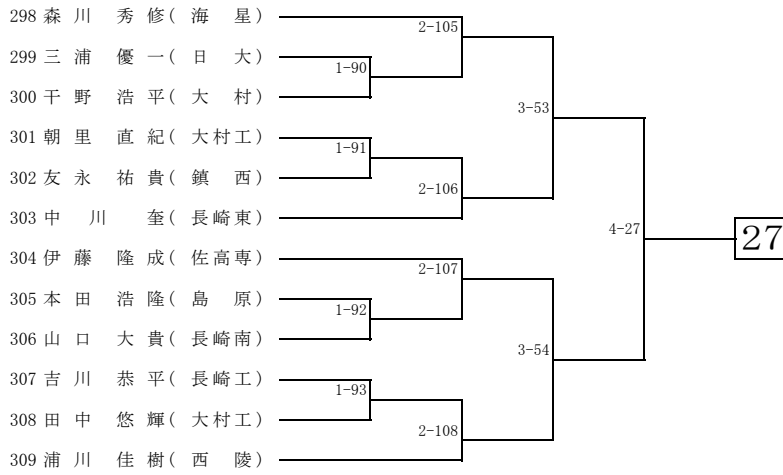 298 森 川 秀 修( 海 星)
2-105
299 三 浦 優 一( 日 大)
1-90
300 干 野 浩 平( 大 村)
3-53
301 朝 里 直 紀( 大村工)
1-91
302 友 永 祐 貴( 鎮 西)
2-106
303 中 川 奎( 長崎東)
4-27
27
304 伊 藤 隆 成( 佐高専)
2-107
305 本 田 浩 隆( 島 原)
1-92
306 山 口 大 貴( 長崎南)
3-54
307 吉 川 恭 平( 長崎工)
1-93
308 田 中 悠 輝( 大村工)
2-108
309 浦 川 佳 樹( 西 陵)